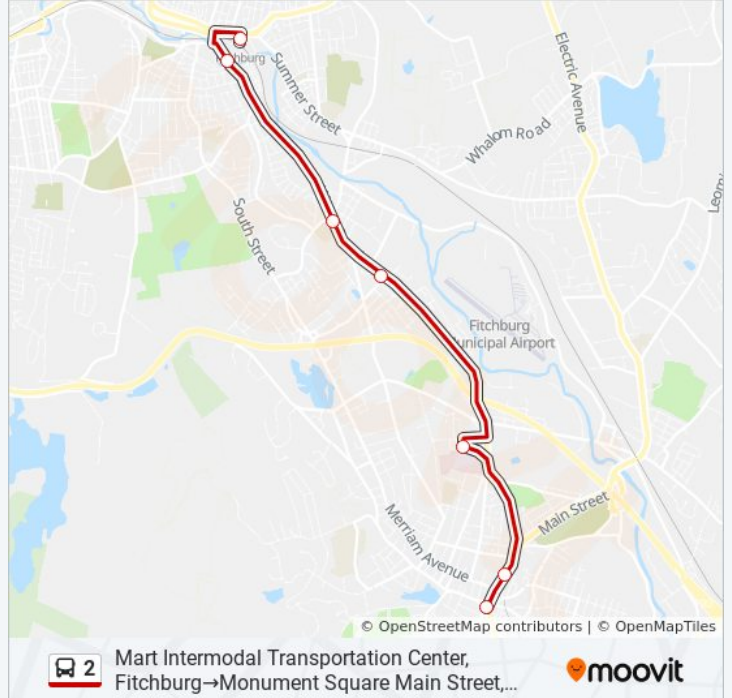 Summer Street
Electric Avenue
Whalom Road
South Street
Fitchburg
Municipal Airport
Main Street
Merriam Avenue
© OpenStreetMap contributors | © OpenMapTiles
2
Mart Intermodal Transportation Center,
Fitchburg→Monument Square Main Street,...
moovit